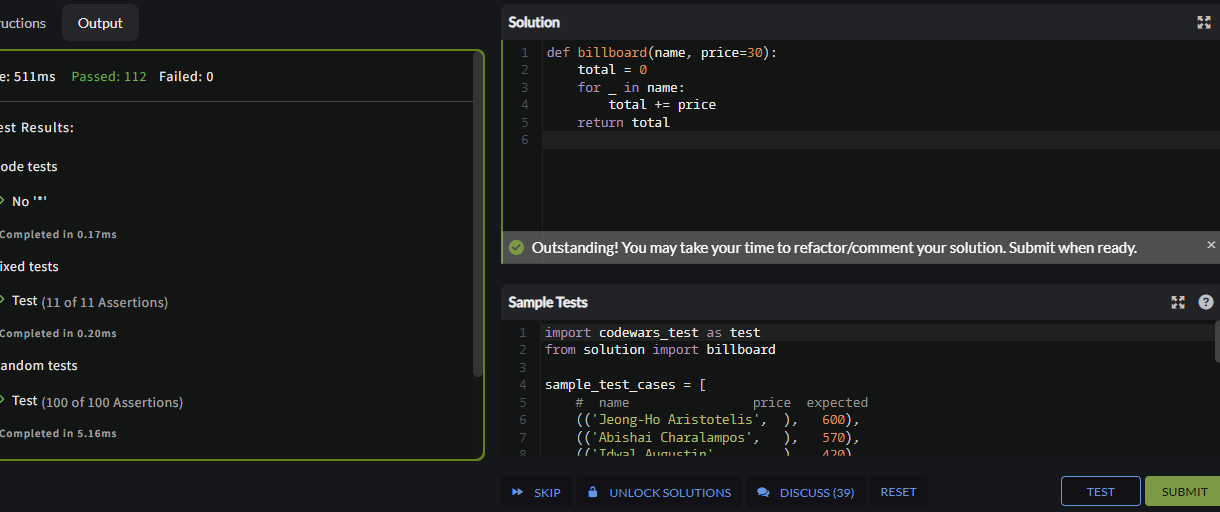 ructions
Output
e: 511ms Passed: 112 Failed: 0
est Results:
ode tests
No '*'
Completed in 0.17ms
ixed tests
Test (11 of 11 Assertions)
Completed in 0.20ms
andom tests
Test (100 of 100 Assertions)
Completed in 5.16ms
Solution
1 def billboard(name, price=30):
2     total = 0
3     for _ in name:
4         total += price
5     return total
6
Outstanding! You may take your time to refactor/comment your solution. Submit when ready.
×
Sample Tests
?
1 import codewars_test as test
2 from solution import billboard
3
4 sample_test_cases = [
5     #  name                price  expected
6     (('Jeong-Ho Aristotelis',  ),   600),
7     (('Abishai Charalampos',   ),   570),
8     (('Idwal Augustin'         ),   420),
SKIP
UNLOCK SOLUTIONS
DISCUSS (39)
RESET
TEST
SUBMIT